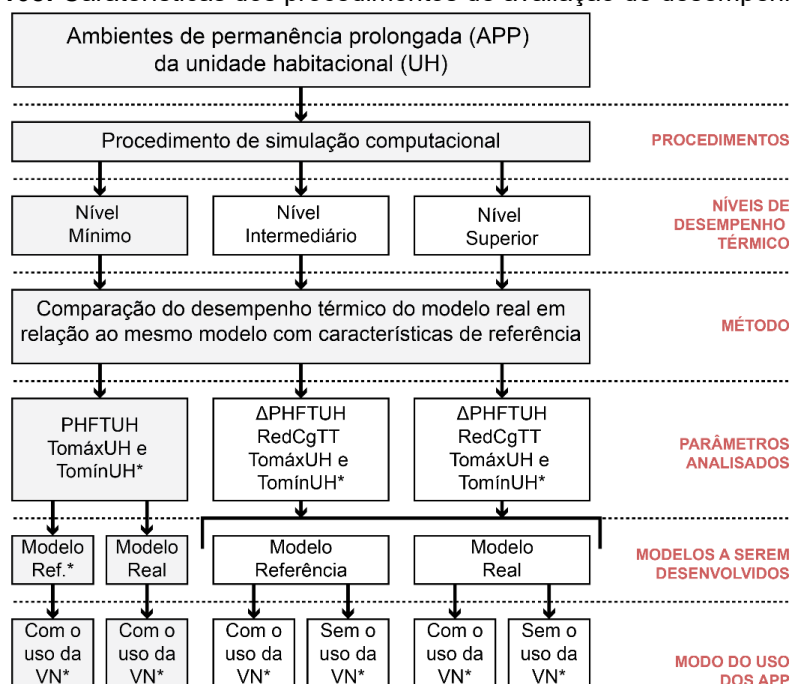 Ambientes de permanência prolongada (APP)
da unidade habitacional (UH)
Procedimento de simulação computacional
PROCEDIMENTOS
Nível
Mínimo
Nível
Intermediário
Nível
Superior
NÍVEIS DE
DESEMPENHO
TÉRMICO
Comparação do desempenho térmico do modelo real em
relação ao mesmo modelo com características de referência
MÉTODO
PHFTUH
TomáxUH e
TomínUH*
ΔPHFTUH
RedCgTT
TomáxUH e
TomínUH*
ΔPHFTUH
RedCgTT
TomáxUH e
TomínUH*
PARÂMETROS
ANALISADOS
Modelo
Ref.*
Modelo
Real
Modelo
Referência
Modelo
Real
MODELOS A SEREM
DESENVOLVIDOS
Com o
uso da
VN*
Com o
uso da
VN*
Com o
uso da
VN*
Sem o
uso da
VN*
Com o
uso da
VN*
Sem o
uso da
VN*
MODO DO USO
DOS APP